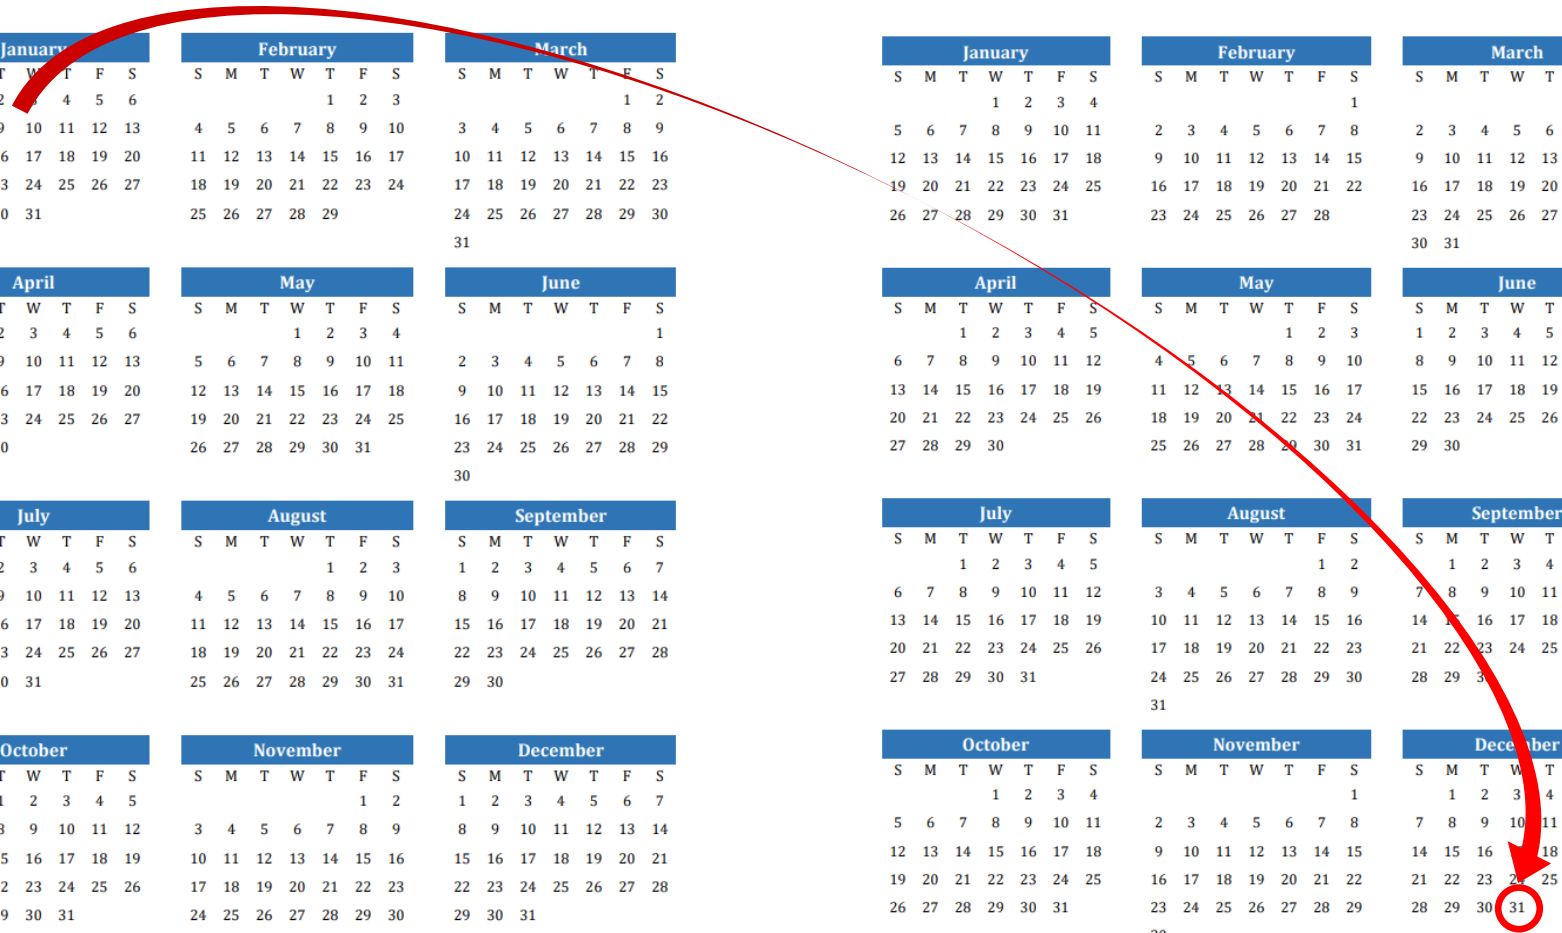 January
T W T F S
2 4 5 6
9 10 11 12 13
6 17 18 19 20
3 24 25 26 27
0 31
February
S M T W T F S
1 2 3
4 5 6 7 8 9 10
11 12 13 14 15 16 17
18 19 20 21 22 23 24
25 26 27 28 29
March
S M T W T F S
1 2
3 4 5 6 7 8 9
10 11 12 13 14 15 16
17 18 19 20 21 22 23
24 25 26 27 28 29 30
31
April
T W T F S
2 3 4 5 6
9 10 11 12 13
6 17 18 19 20
3 24 25 26 27
0
May
S M T W T F S
1 2 3 4
5 6 7 8 9 10 11
12 13 14 15 16 17 18
19 20 21 22 23 24 25
26 27 28 29 30 31
June
S M T W T F S
1
2 3 4 5 6 7 8
9 10 11 12 13 14 15
16 17 18 19 20 21 22
23 24 25 26 27 28 29
30
July
T W T F S
2 3 4 5 6
9 10 11 12 13
6 17 18 19 20
3 24 25 26 27
0 31
August
S M T W T F S
1 2 3
4 5 6 7 8 9 10
11 12 13 14 15 16 17
18 19 20 21 22 23 24
25 26 27 28 29 30 31
September
S M T W T F S
1 2 3 4 5 6 7
8 9 10 11 12 13 14
15 16 17 18 19 20 21
22 23 24 25 26 27 28
29 30
October
T W T F S
1 2 3 4 5
8 9 10 11 12
5 16 17 18 19
2 23 24 25 26
9 30 31
November
S M T W T F S
1 2
3 4 5 6 7 8 9
10 11 12 13 14 15 16
17 18 19 20 21 22 23
24 25 26 27 28 29 30
December
S M T W T F S
1 2 3 4 5 6 7
8 9 10 11 12 13 14
15 16 17 18 19 20 21
22 23 24 25 26 27 28
29 30 31
January
S M T W T F S
1 2 3 4
5 6 7 8 9 10 11
12 13 14 15 16 17 18
19 20 21 22 23 24 25
26 27 28 29 30 31
February
S M T W T F S
1
2 3 4 5 6 7 8
9 10 11 12 13 14 15
16 17 18 19 20 21 22
23 24 25 26 27 28
March
S M T W T
2 3 4 5 6
9 10 11 12 13
16 17 18 19 20
23 24 25 26 27
30 31
April
S M T W T F S
1 2 3 4 5
6 7 8 9 10 11 12
13 14 15 16 17 18 19
20 21 22 23 24 25 26
27 28 29 30
May
S M T W T F S
1 2 3
4 5 6 7 8 9 10
11 12 13 14 15 16 17
18 19 20 21 22 23 24
25 26 27 28 29 30 31
June
S M T W T
1 2 3 4 5
8 9 10 11 12
15 16 17 18 19
22 23 24 25 26
29 30
July
S M T W T F S
1 2 3 4 5
6 7 8 9 10 11 12
13 14 15 16 17 18 19
20 21 22 23 24 25 26
27 28 29 30 31
August
S M T W T F S
1 2
3 4 5 6 7 8 9
10 11 12 13 14 15 16
17 18 19 20 21 22 23
24 25 26 27 28 29 30
31
September
S M T W T
1 2 3 4
7 8 9 10 11
14 15 16 17 18
21 22 23 24 25
28 29 30
October
S M T W T F S
1 2 3 4
5 6 7 8 9 10 11
12 13 14 15 16 17 18
19 20 21 22 23 24 25
26 27 28 29 30 31
November
S M T W T F S
1
2 3 4 5 6 7 8
9 10 11 12 13 14 15
16 17 18 19 20 21 22
23 24 25 26 27 28 29
December
S M T W T
1 2 3 4
7 8 9 10 11
14 15 16 18
21 22 23 24 25
28 29 30 31